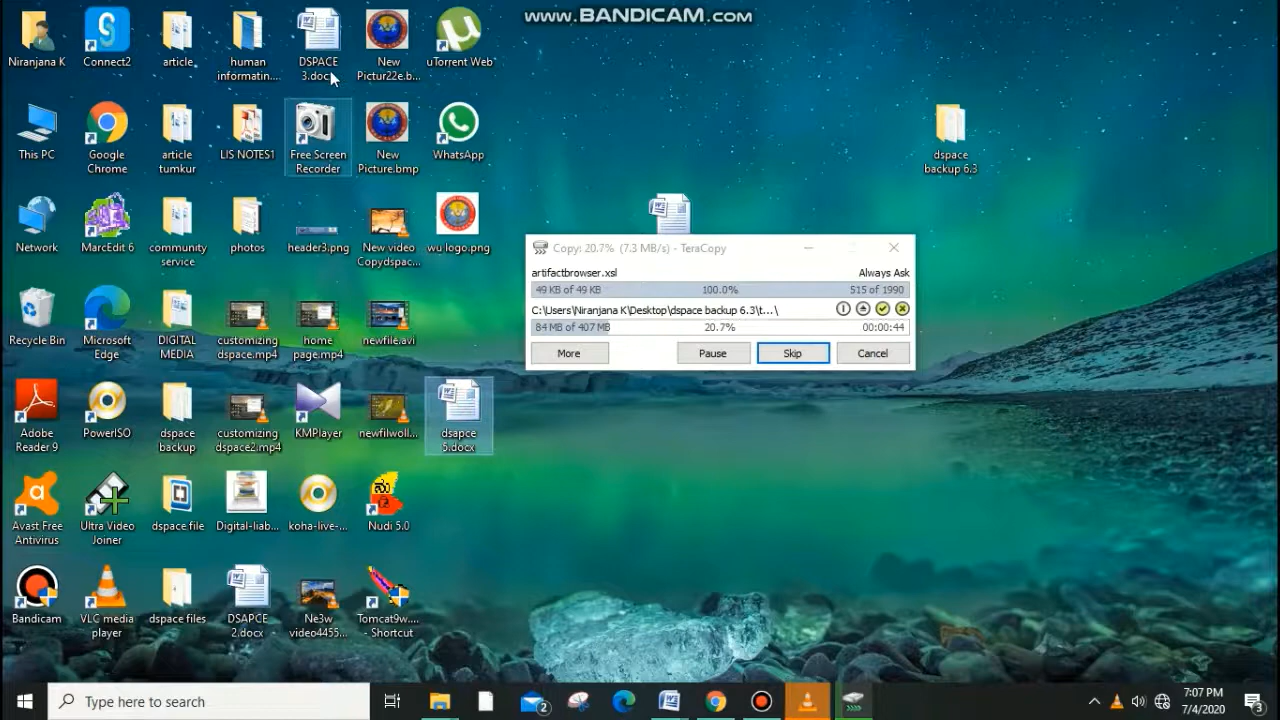 www.BANDICAM.com
Niranjana K
Connect2
article
human
informatin...
DSPACE
3.docx
New
Pictur22e.b...
uTorrent Web
This PC
Google
Chrome
article
tumkur
LIS NOTES1
Free Screen
Recorder
New
Picture.bmp
WhatsApp
dspace
backup 6.3
Network
MarcEdit 6
community
service
photos
header3.png
New video
Copydspac...
wu logo.png
Copy: 20.7% (7.3 MB/s) - TeraCopy
artifactbrowser.xsl
Always Ask
49 KB of 49 KB
100.0%
515 of 1990
C:\Users\Niranjana K\Desktop\dspace backup 6.3\t...\
84 MB of 407 MB
20.7%
00:00:44
More
Pause
Skip
Cancel
Recycle Bin
Microsoft
Edge
DIGITAL
MEDIA
customizing
dspace.mp4
home
page.mp4
newfile.avi
Adobe
Reader 9
PowerISO
dspace
backup
customizing
dspace2.mp4
KMPlayer
newfilwoll...
dsapce
5.docx
Avast Free
Antivirus
Ultra Video
Joiner
dspace file
Digital-liab...
koha-live-...
Nudi 5.0
Bandicam
VLC media
player
dspace files
DSAPCE
2.docx
Ne3w
video4455...
Tomcat9w....
- Shortcut
Type here to search
2
7:07 PM
7/4/2020
3